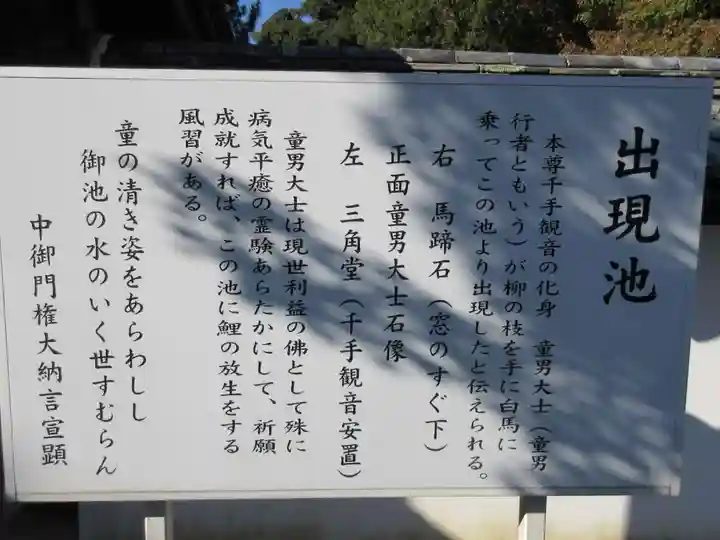 出現池
本尊千手観音の化身　童男大士（童男
行者ともいう）が柳の枝を手に白馬に
乗ってこの池より出現したと伝えられる。
右　馬蹄石（窓のすぐ下）
正面童男大士石像
左　三角堂（千手観音安置）
童男大士は現世利益の佛として殊に
病気平癒の霊験あらたかにして、祈願
成就すれば、この池に鯉の放生をする
風習がある。
童の清き姿をあらわしし
御池の水のいく世すむらん
中御門権大納言宣顕